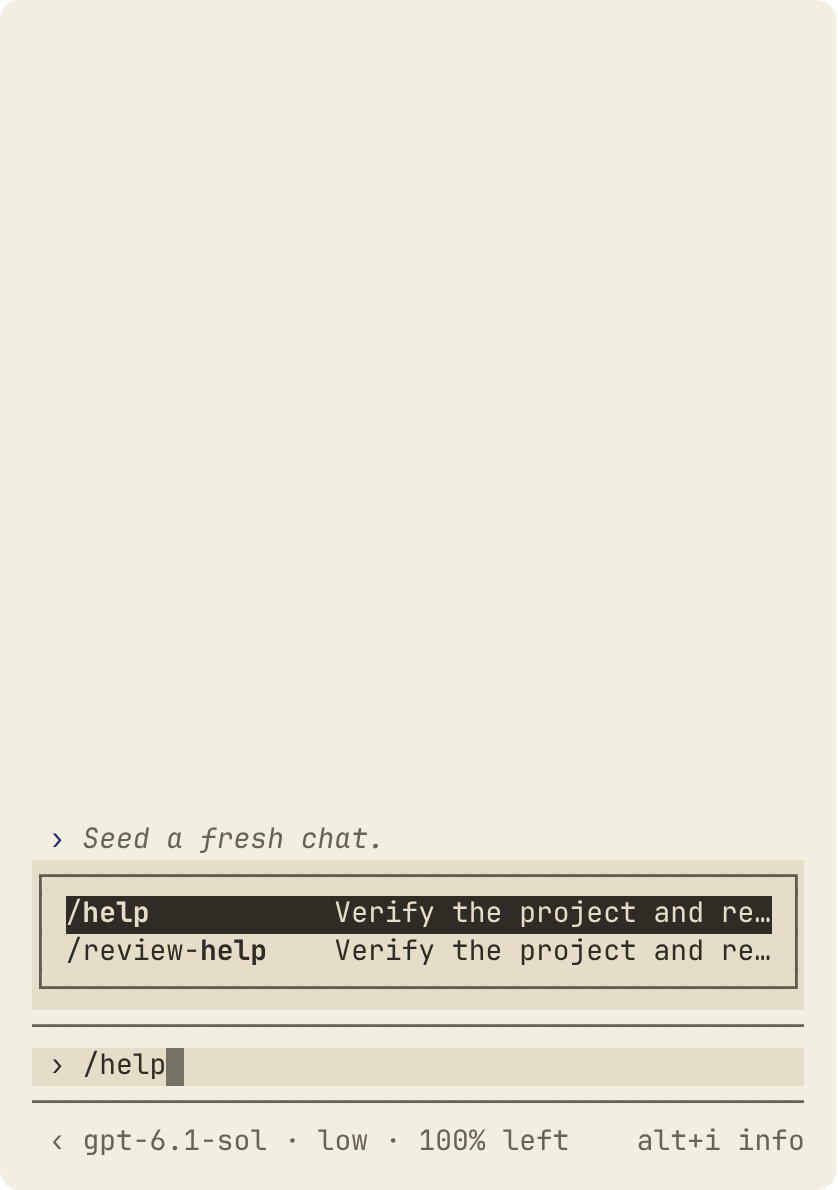 › Seed a fresh chat.
/help Verify the project and re…
/review-help Verify the project and re…
› /help
‹ gpt-6.1-sol · low · 100% left alt+i info